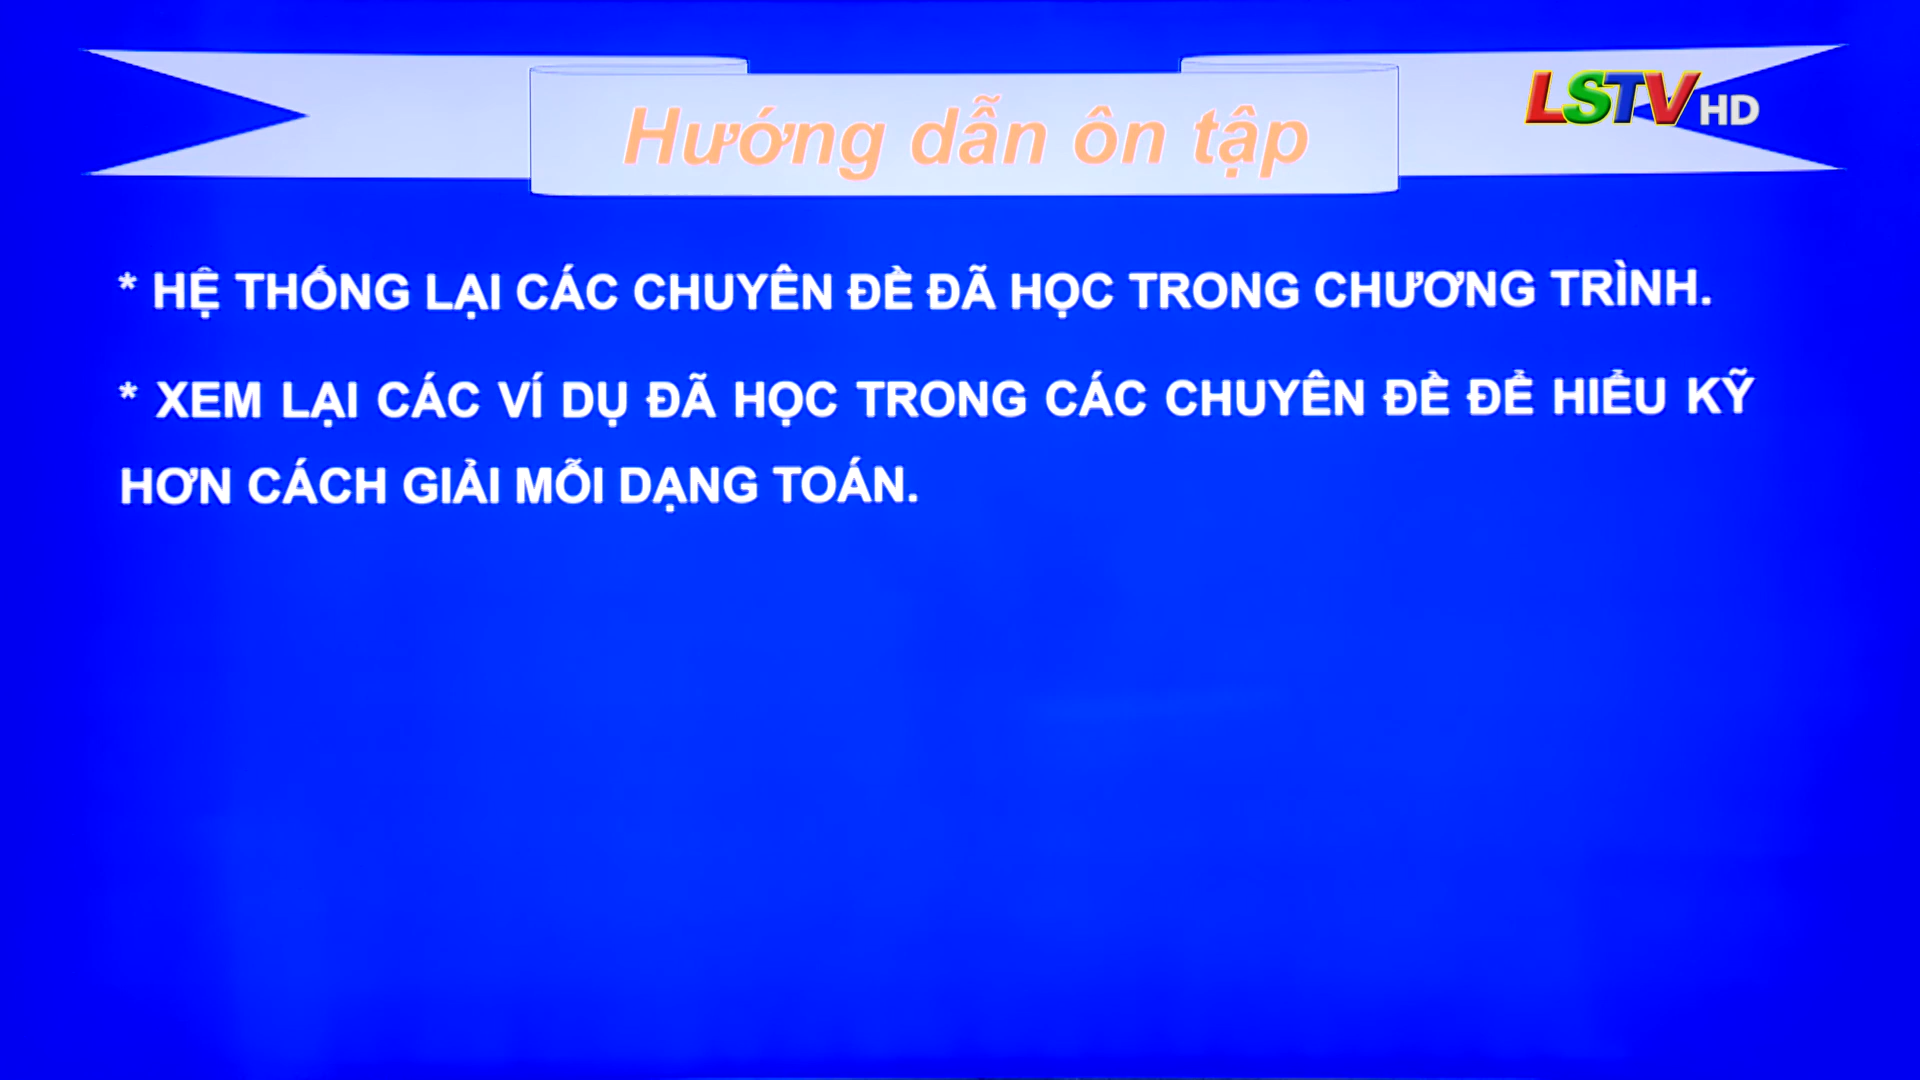 Hướng dẫn ôn tập
LSTV HD
* HỆ THỐNG LẠI CÁC CHUYÊN ĐỀ ĐÃ HỌC TRONG CHƯƠNG TRÌNH.
* XEM LẠI CÁC VÍ DỤ ĐÃ HỌC TRONG CÁC CHUYÊN ĐỀ ĐỂ HIỂU KỸ
HƠN CÁCH GIẢI MỖI DẠNG TOÁN.